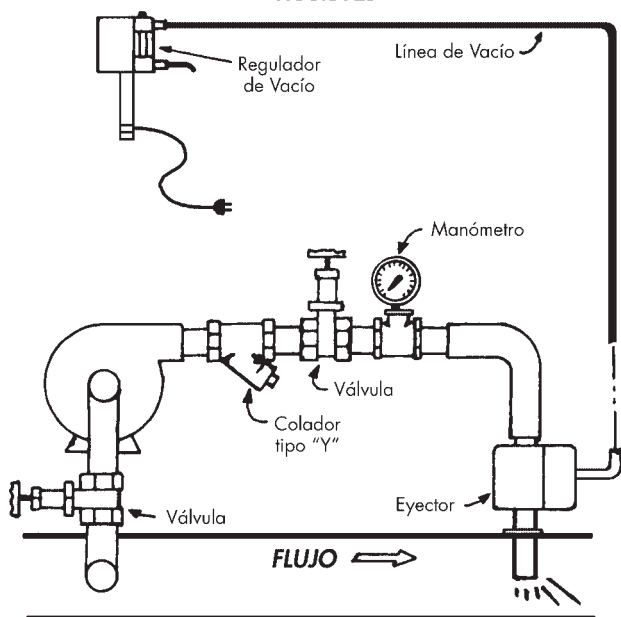 Regulador
de Vacío
Línea de Vacío
Manómetro
Válvula
Colador
tipo "Y"
Eyector
Válvula
FLUJO